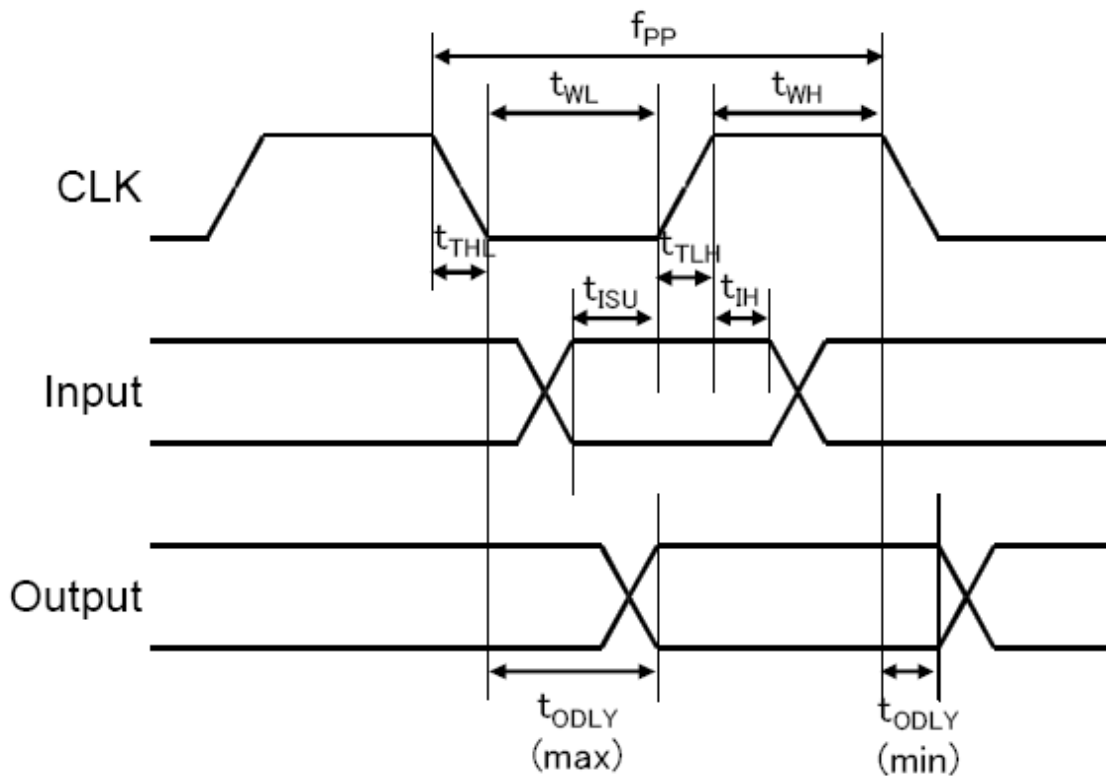 fPP
tWL
tWH
CLK
tTHL
tTLH
tISU
tIH
Input
Output
tODLY
(max)
tODLY
(min)